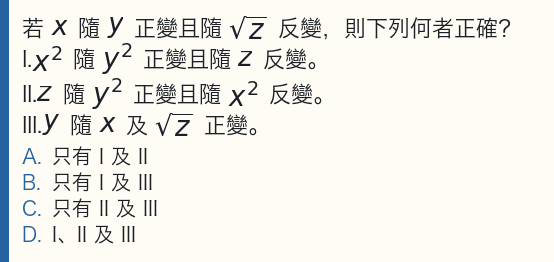 若 x 隨 y 正變且隨 √z 反變，則下列何者正確？
I.x² 隨 y² 正變且隨 z 反變。
II.z 隨 y² 正變且隨 x² 反變。
III.y 隨 x 及 √z 正變。
A. 只有 I 及 II
B. 只有 I 及 III
C. 只有 II 及 III
D. I、II 及 III